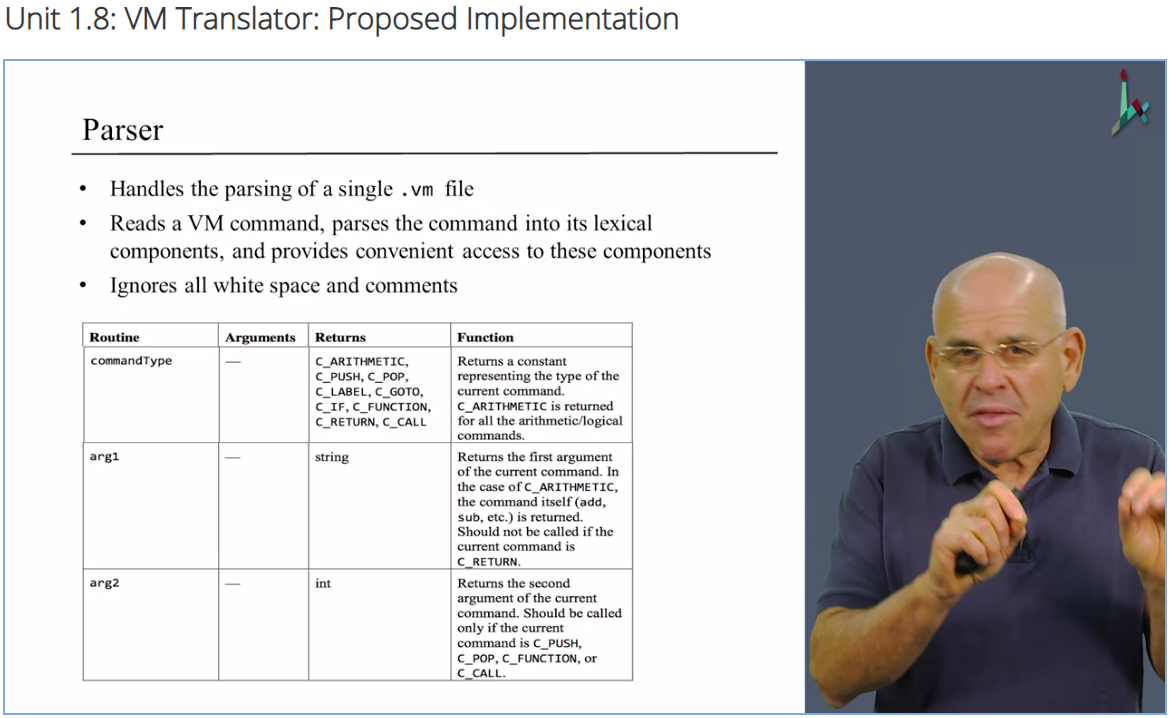 Unit 1.8: VM Translator: Proposed Implementation
Parser
• Handles the parsing of a single .vm file
• Reads a VM command, parses the command into its lexical
components, and provides convenient access to these components
• Ignores all white space and comments
Routine Arguments Returns Function
commandType — C_ARITHMETIC, Returns a constant
C_PUSH, C_POP, representing the type of the
C_LABEL, C_GOTO, current command.
C_IF, C_FUNCTION, C_ARITHMETIC is returned
C_RETURN, C_CALL for all the arithmetic/logical
commands.
arg1 — string Returns the first argument
of the current command. In
the case of C_ARITHMETIC,
the command itself (add,
sub, etc.) is returned.
Should not be called if the
current command is
C_RETURN.
arg2 — int Returns the second
argument of the current
command. Should be called
only if the current
command is C_PUSH,
C_POP, C_FUNCTION, or
C_CALL.